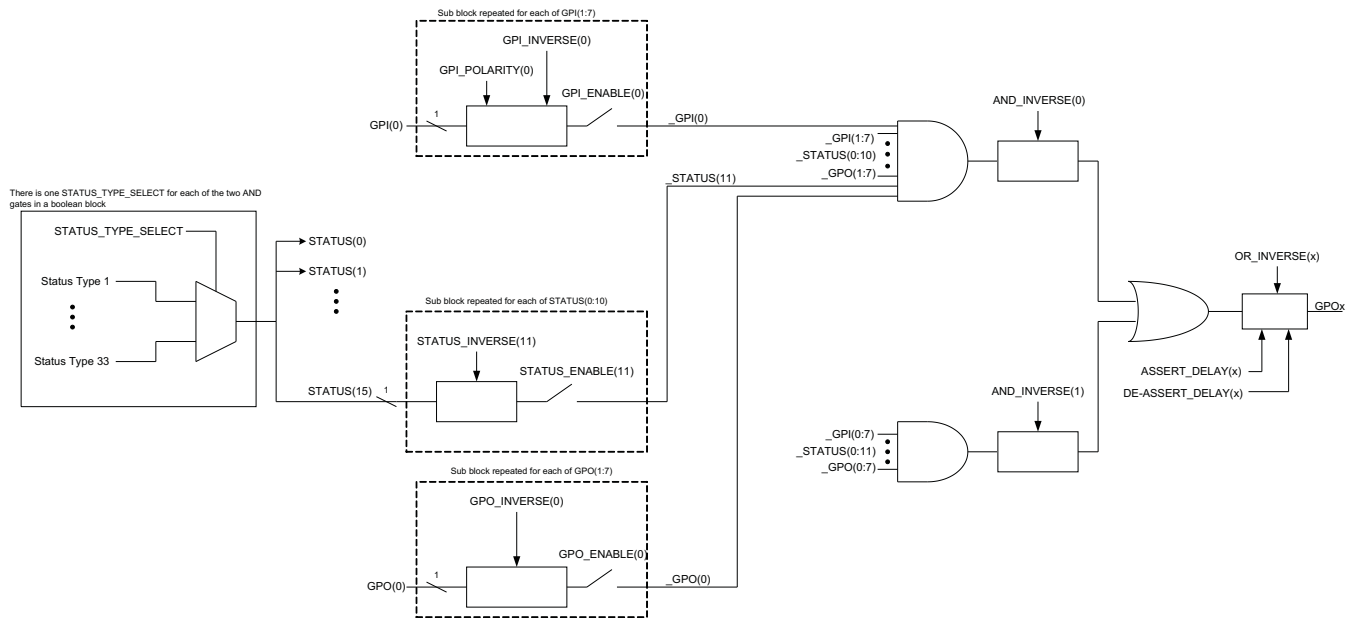 Sub block repeated for each of GPI(1:7)
GPI_INVERSE(0)
GPI_POLARITY(0)
GPI_ENABLE(0)
GPI(0)
1
_GPI(0)
AND_INVERSE(0)
_GPI(1:7)
_STATUS(0:10)
_GPO(1:7)
_STATUS(11)
There is one STATUS_TYPE_SELECT for each of the two AND
gates in a boolean block
STATUS_TYPE_SELECT
Status Type 1
Status Type 33
STATUS(0)
STATUS(1)
Sub block repeated for each of STATUS(0:10)
STATUS_INVERSE(11)
STATUS_ENABLE(11)
STATUS(15)
1
OR_INVERSE(x)
GPOx
ASSERT_DELAY(x)
DE-ASSERT_DELAY(x)
AND_INVERSE(1)
_GPI(0:7)
_STATUS(0:11)
_GPO(0:7)
Sub block repeated for each of GPO(1:7)
GPO_INVERSE(0)
GPO_ENABLE(0)
GPO(0)
1
_GPO(0)